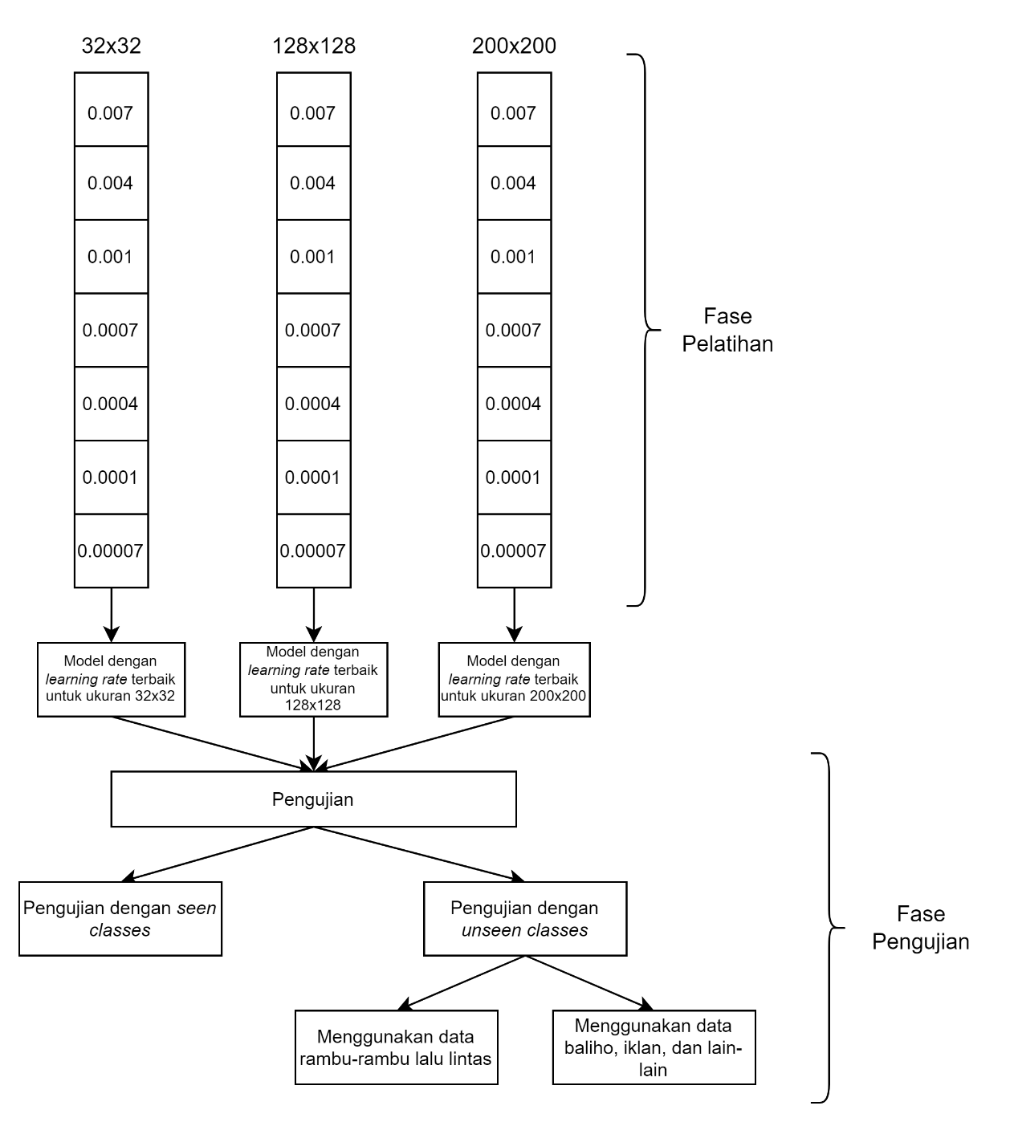 32x32
128x128
200x200
0.007
0.007
0.007
0.004
0.004
0.004
0.001
0.001
0.001
0.0007
0.0007
0.0007
Fase
Pelatihan
0.0004
0.0004
0.0004
0.0001
0.0001
0.0001
0.00007
0.00007
0.00007
Model dengan
learning rate terbaik
untuk ukuran 32x32
Model dengan
learning rate terbaik
untuk ukuran
128x128
Model dengan
learning rate terbaik
untuk ukuran 200x200
Pengujian
Pengujian dengan seen
classes
Pengujian dengan
unseen classes
Fase
Pengujian
Menggunakan data
rambu-rambu lalu lintas
Menggunakan data
baliho, iklan, dan lain-
lain